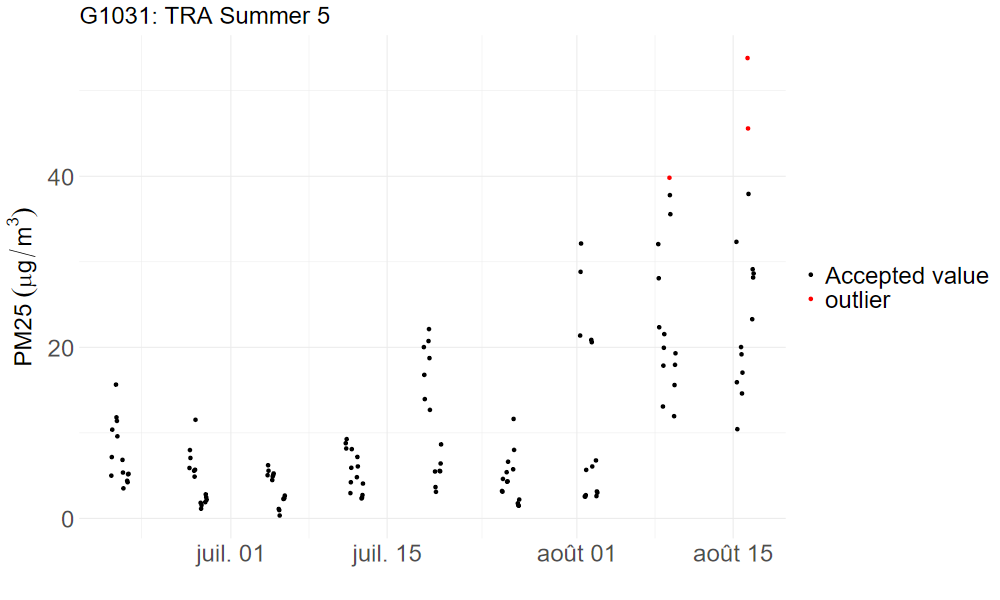 G1031: TRA Summer 5
PM25 (μg/m³)
40
20
0
juil. 01 juil. 15 août 01 août 15
Accepted value
outlier